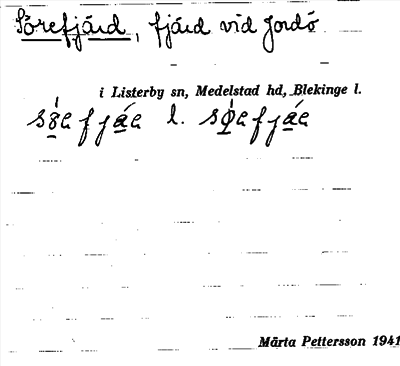 Sörefjärd, fjärd vid Jordö
i Listerby sn, Medelstad hd, Blekinge l.
l.
Märta Pettersson 1941